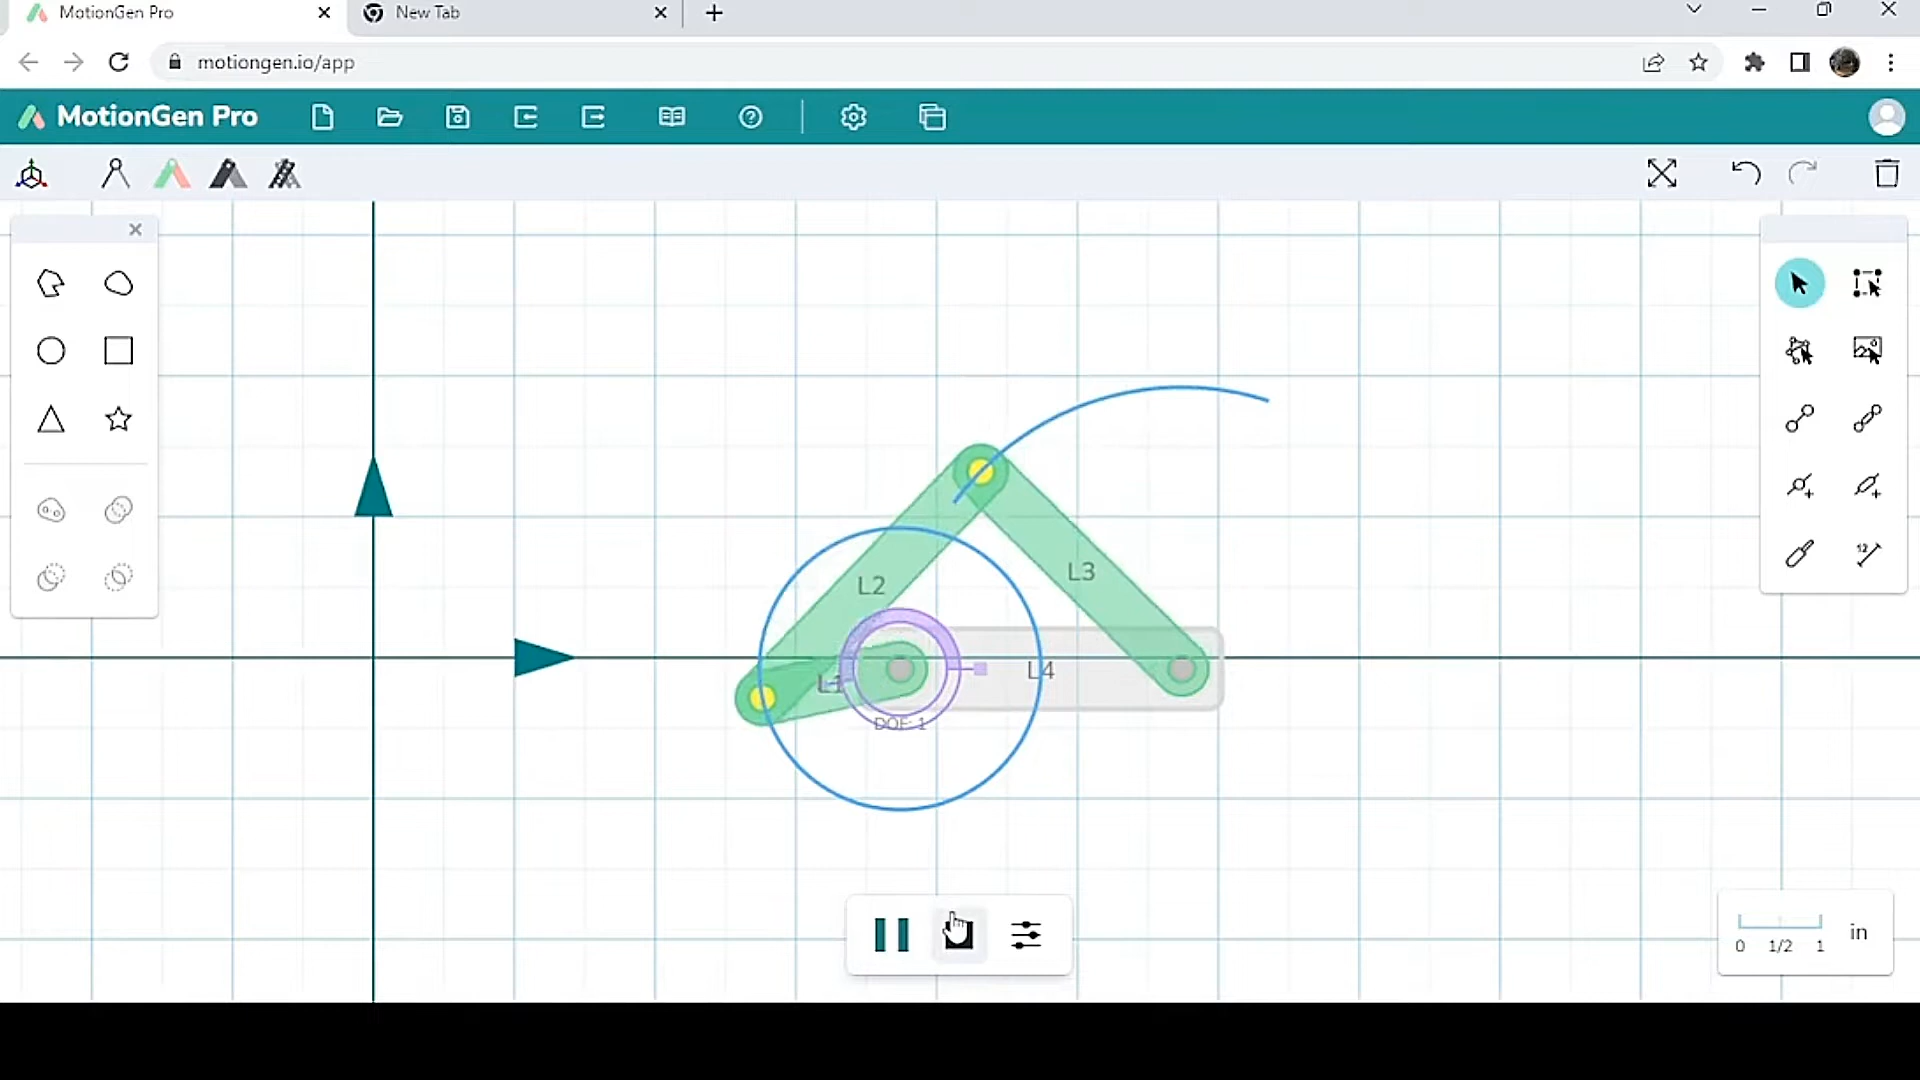 MotionGen Pro
New Tab
motiongen.io/app
MotionGen Pro
12
L2
L3
L1
L4
DOF: 1
0 1/2 1 in